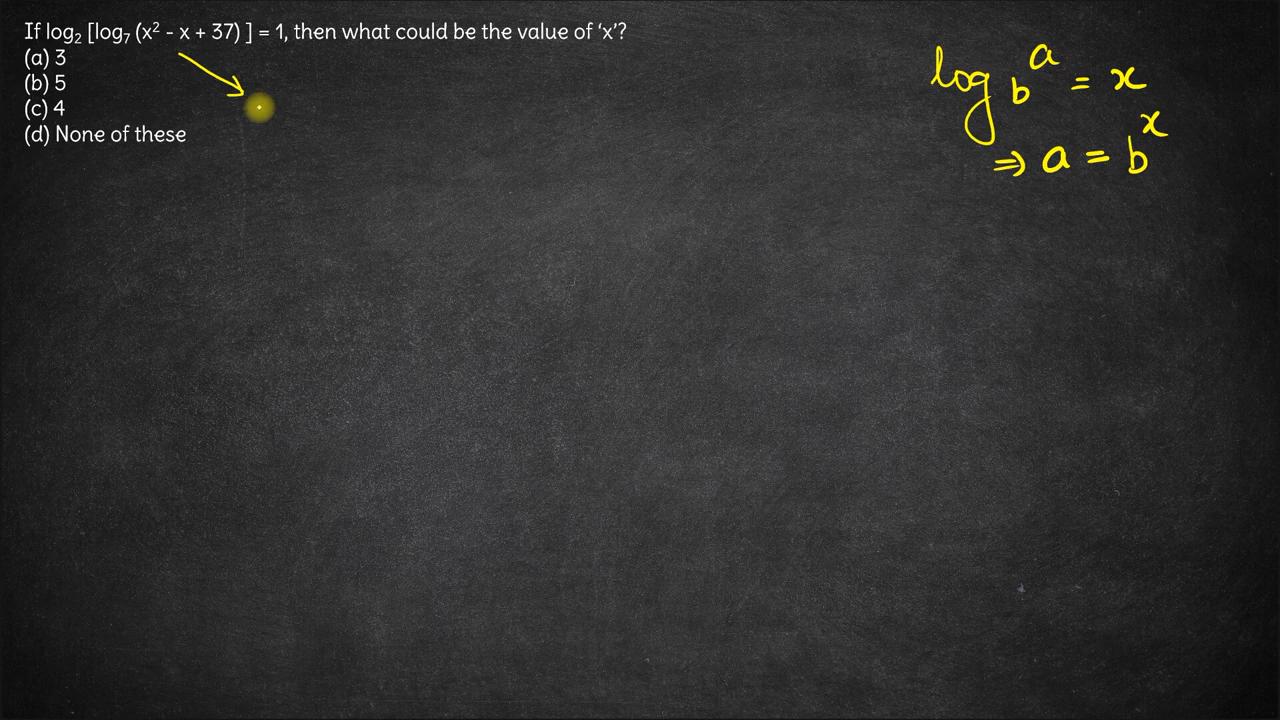 If log₂ [log₇ (x² - x + 37) ] = 1, then what could be the value of ‘x’?
(a) 3
(b) 5
(c) 4
(d) None of these
log b a = x
⇒ a = bˣ